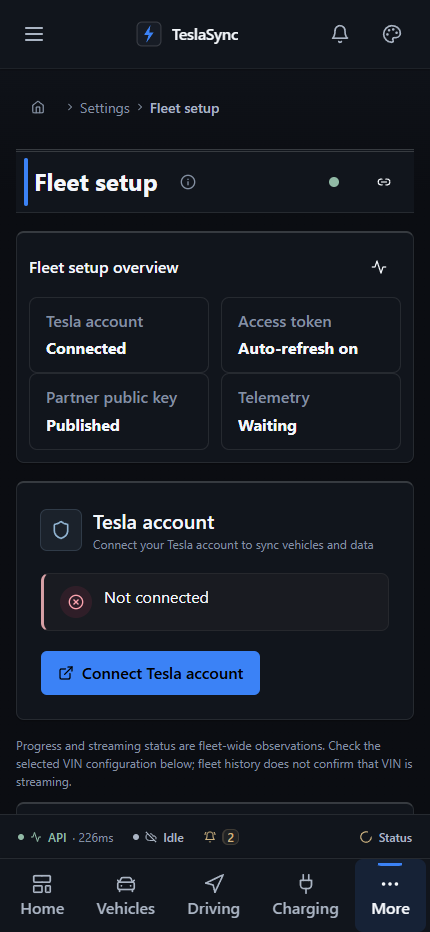 TeslaSync
Settings
Fleet setup
Fleet setup
Fleet setup overview
Tesla account
Connected
Access token
Auto-refresh on
Partner public key
Published
Telemetry
Waiting
Tesla account
Connect your Tesla account to sync vehicles and data
Not connected
Connect Tesla account
Progress and streaming status are fleet-wide observations. Check the
selected VIN configuration below; fleet history does not confirm that VIN is
streaming.
API · 226ms
Idle
2
Status
Home
Vehicles
Driving
Charging
More